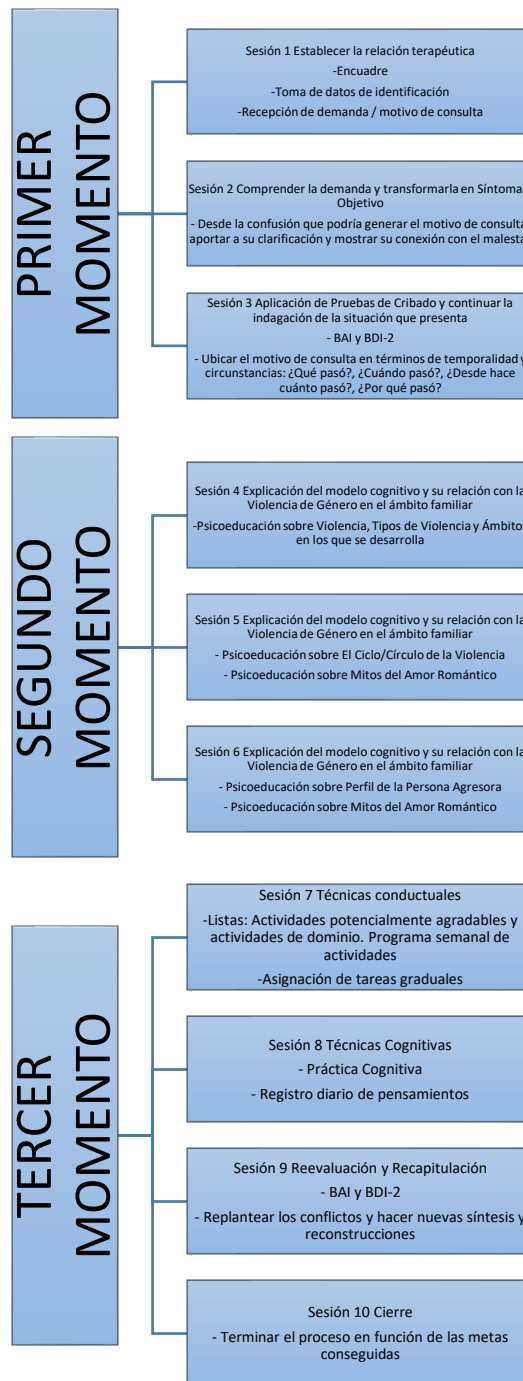 PRIMER
MOMENTO
Sesión 1 Establecer la relación terapéutica
-Encuadre
-Toma de datos de identificación
-Recepción de demanda / motivo de consulta
Sesión 2 Comprender la demanda y transformarla en Síntoma
Objetivo
- Desde la confusión que podría generar el motivo de consulta
aportar a su clarificación y mostrar su conexión con el malesta
Sesión 3 Aplicación de Pruebas de Cribado y continuar la
indagación de la situación que presenta
- BAI y BDI-2
- Ubicar el motivo de consulta en términos de temporalidad y
circunstancias: ¿Qué pasó?, ¿Cuándo pasó?, ¿Desde hace
cuánto pasó?, ¿Por qué pasó?
SEGUNDO
MOMENTO
Sesión 4 Explicación del modelo cognitivo y su relación con la
Violencia de Género en el ámbito familiar
-Psicoeducación sobre Violencia, Tipos de Violencia y Ámbito
en los que se desarrolla
Sesión 5 Explicación del modelo cognitivo y su relación con la
Violencia de Género en el ámbito familiar
- Psicoeducación sobre El Ciclo/Círculo de la Violencia
- Psicoeducación sobre Mitos del Amor Romántico
Sesión 6 Explicación del modelo cognitivo y su relación con la
Violencia de Género en el ámbito familiar
- Psicoeducación sobre Perfil de la Persona Agresora
- Psicoeducación sobre Mitos del Amor Romántico
TERCER
MOMENTO
Sesión 7 Técnicas conductuales
-Listas: Actividades potencialmente agradables y
actividades de dominio. Programa semanal de
actividades
-Asignación de tareas graduales
Sesión 8 Técnicas Cognitivas
- Práctica Cognitiva
- Registro diario de pensamientos
Sesión 9 Reevaluación y Recapitulación
- BAI y BDI-2
- Replantear los conflictos y hacer nuevas síntesis y
reconstrucciones
Sesión 10 Cierre
- Terminar el proceso en función de las metas
conseguidas